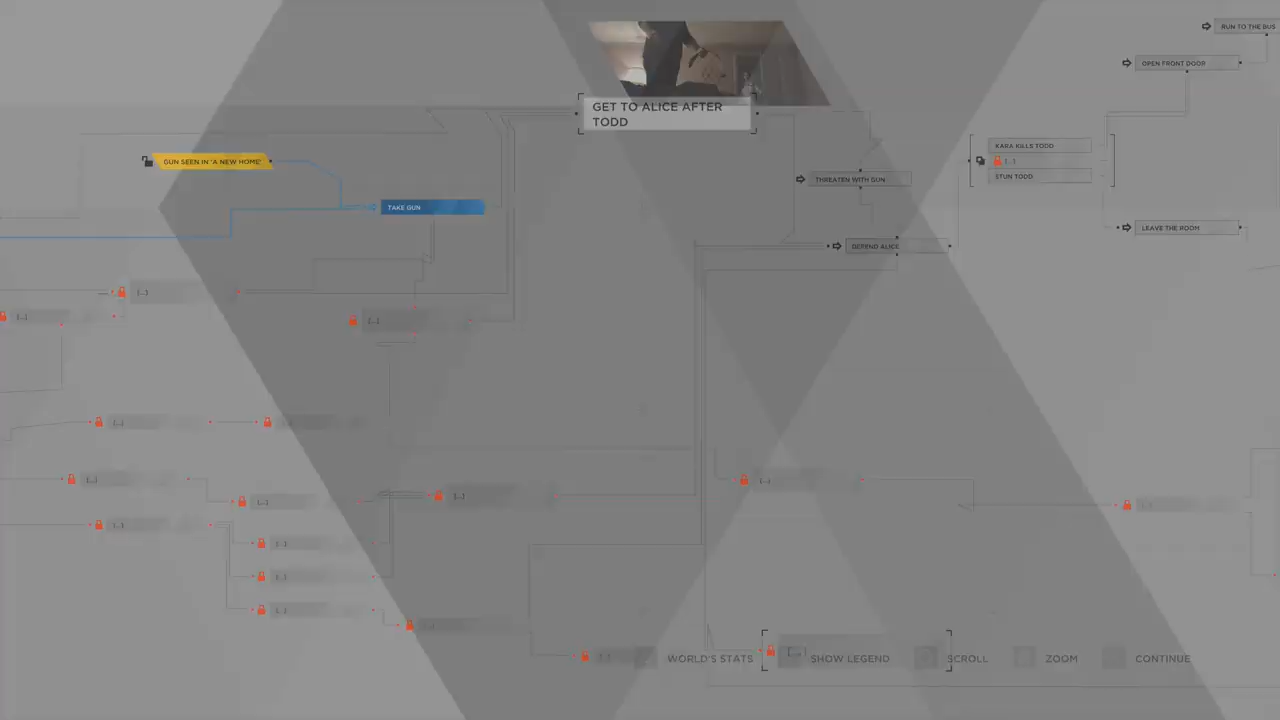 RUN TO THE BUS
OPEN FRONT DOOR
GET TO ALICE AFTER
TODD
KARA KILLS TODD
[...]
STUN TODD
GUN SEEN IN 'A NEW HOME'
THREATEN WITH GUN
TAKE GUN
LEAVE THE ROOM
DEFEND ALICE
[...]
[...]
[...]
[...]
[...]
[...]
[...]
[...]
[...]
[...]
[...]
[...]
[...]
[...]
WORLD'S STATS
SHOW LEGEND
SCROLL
ZOOM
CONTINUE